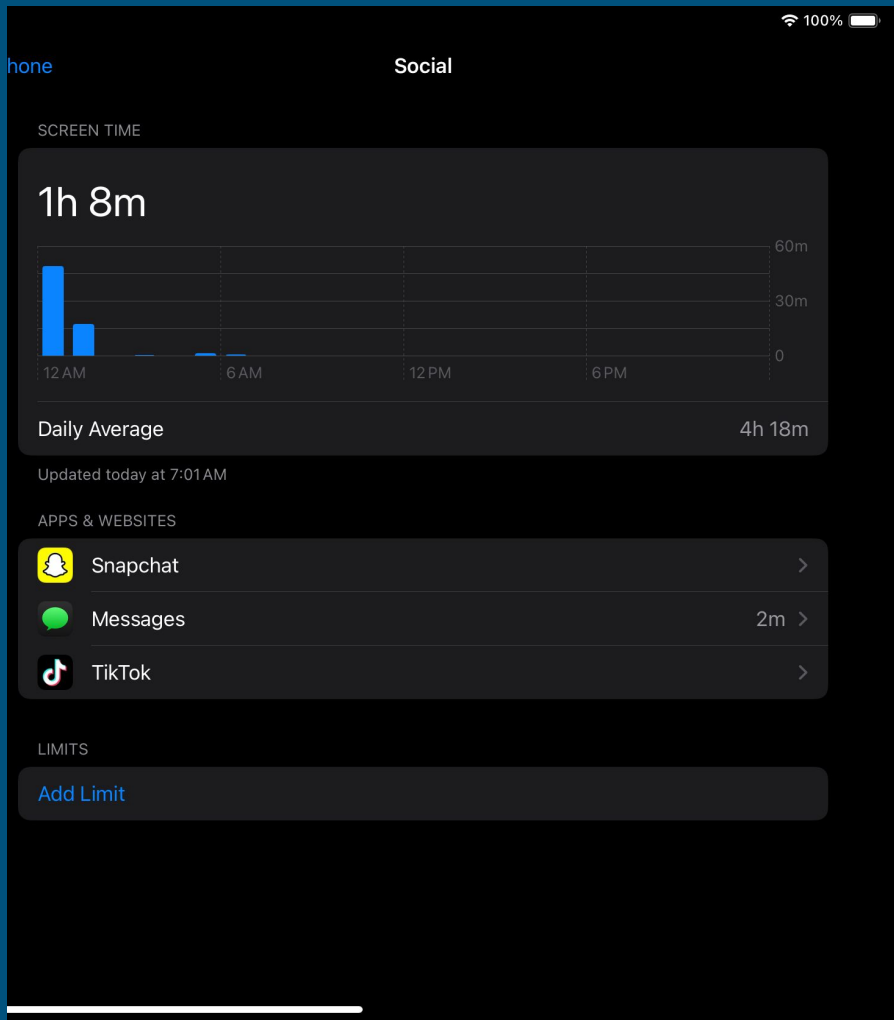 100%
hone
Social
SCREEN TIME
1h 8m
60m
30m
0
12 AM
6 AM
12 PM
6 PM
Daily Average
4h 18m
Updated today at 7:01 AM
APPS & WEBSITES
Snapchat
Messages
2m
TikTok
LIMITS
Add Limit